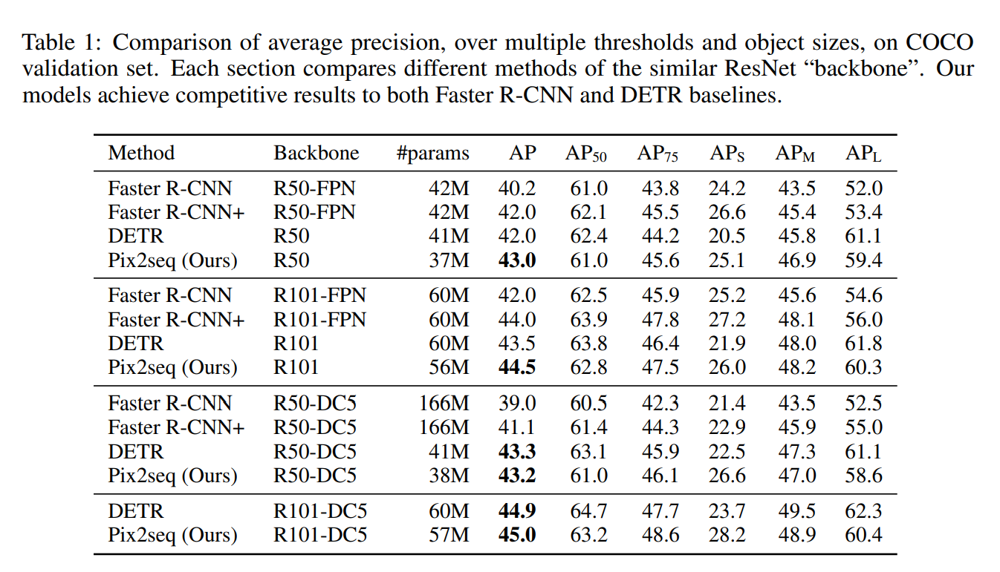 Table 1: Comparison of average precision, over multiple thresholds and object sizes, on COCO
validation set. Each section compares different methods of the similar ResNet “backbone”. Our
models achieve competitive results to both Faster R-CNN and DETR baselines.
Method Backbone #params AP AP50 AP75 APS APM APL
Faster R-CNN R50-FPN 42M 40.2 61.0 43.8 24.2 43.5 52.0
Faster R-CNN+ R50-FPN 42M 42.0 62.1 45.5 26.6 45.4 53.4
DETR R50 41M 42.0 62.4 44.2 20.5 45.8 61.1
Pix2seq (Ours) R50 37M 43.0 61.0 45.6 25.1 46.9 59.4
Faster R-CNN R101-FPN 60M 42.0 62.5 45.9 25.2 45.6 54.6
Faster R-CNN+ R101-FPN 60M 44.0 63.9 47.8 27.2 48.1 56.0
DETR R101 60M 43.5 63.8 46.4 21.9 48.0 61.8
Pix2seq (Ours) R101 56M 44.5 62.8 47.5 26.0 48.2 60.3
Faster R-CNN R50-DC5 166M 39.0 60.5 42.3 21.4 43.5 52.5
Faster R-CNN+ R50-DC5 166M 41.1 61.4 44.3 22.9 45.9 55.0
DETR R50-DC5 41M 43.3 63.1 45.9 22.5 47.3 61.1
Pix2seq (Ours) R50-DC5 38M 43.2 61.0 46.1 26.6 47.0 58.6
DETR R101-DC5 60M 44.9 64.7 47.7 23.7 49.5 62.3
Pix2seq (Ours) R101-DC5 57M 45.0 63.2 48.6 28.2 48.9 60.4